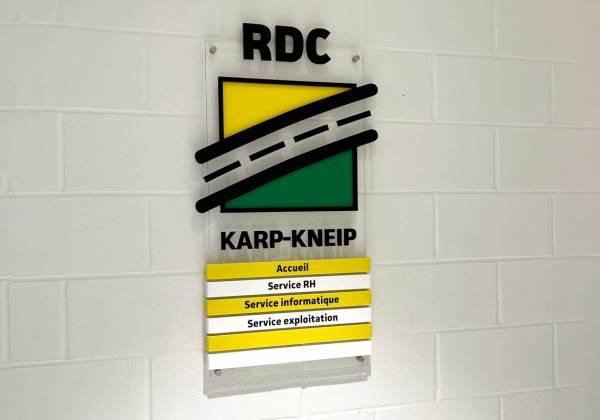 RDC
KARP-KNEIP
Accueil
Service RH
Service informatique
Service exploitation